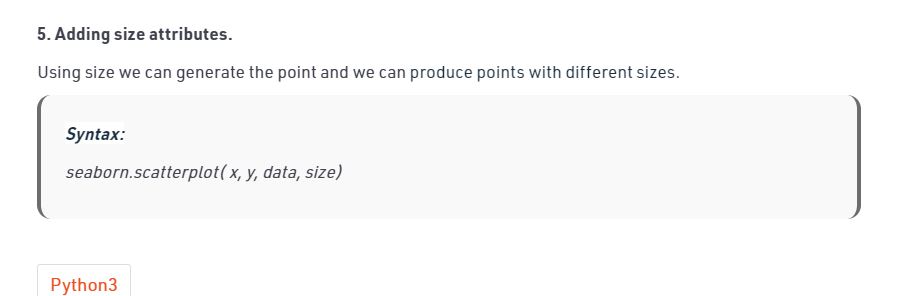 5. Adding size attributes.
Using size we can generate the point and we can produce points with different sizes.
Syntax:
seaborn.scatterplot( x, y, data, size)
Python3